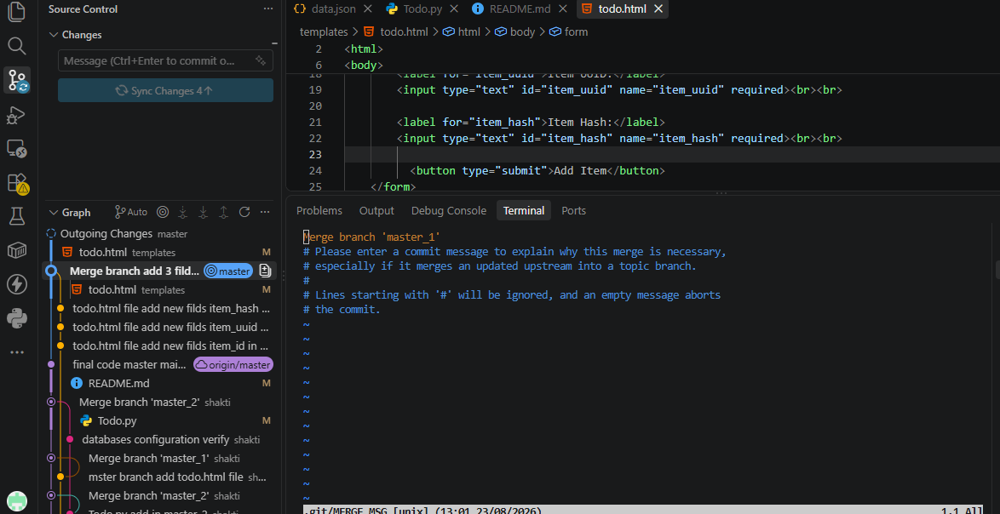 Source Control
Changes
Message (Ctrl+Enter to commit o...
Sync Changes 4↑
Graph
Auto
Outgoing Changes master
todo.html templates M
Merge branch add 3 fild... master
todo.html templates M
todo.html file add new filds item_hash ...
todo.html file add new filds item_uuid ...
todo.html file add new filds item_id in ...
final code master mai... origin/master
README.md M
Merge branch 'master_2' shakti
Todo.py M
databases configuration verify shakti
Merge branch 'master_1' shakti
mster branch add todo.html file sh...
Merge branch 'master_2' shakti
Todo.py add in master_2 shakti
{} data.json Todo.py README.md todo.html
templates > todo.html > html > body > form
2 <html>
6 <body>
18 <label for="item_uuid">Item UUID:</label>
19 <input type="text" id="item_uuid" name="item_uuid" required><br><br>
20
21 <label for="item_hash">Item Hash:</label>
22 <input type="text" id="item_hash" name="item_hash" required><br><br>
23
24 <button type="submit">Add Item</button>
25 </form>
Problems Output Debug Console Terminal Ports
Merge branch 'master_1'
# Please enter a commit message to explain why this merge is necessary,
# especially if it merges an updated upstream into a topic branch.
#
# Lines starting with '#' will be ignored, and an empty message aborts
# the commit.
~
~
~
~
~
~
~
~
~
~
~
~
~
.git/MERGE_MSG [unix] (13:01 23/08/2026) 1,1 All